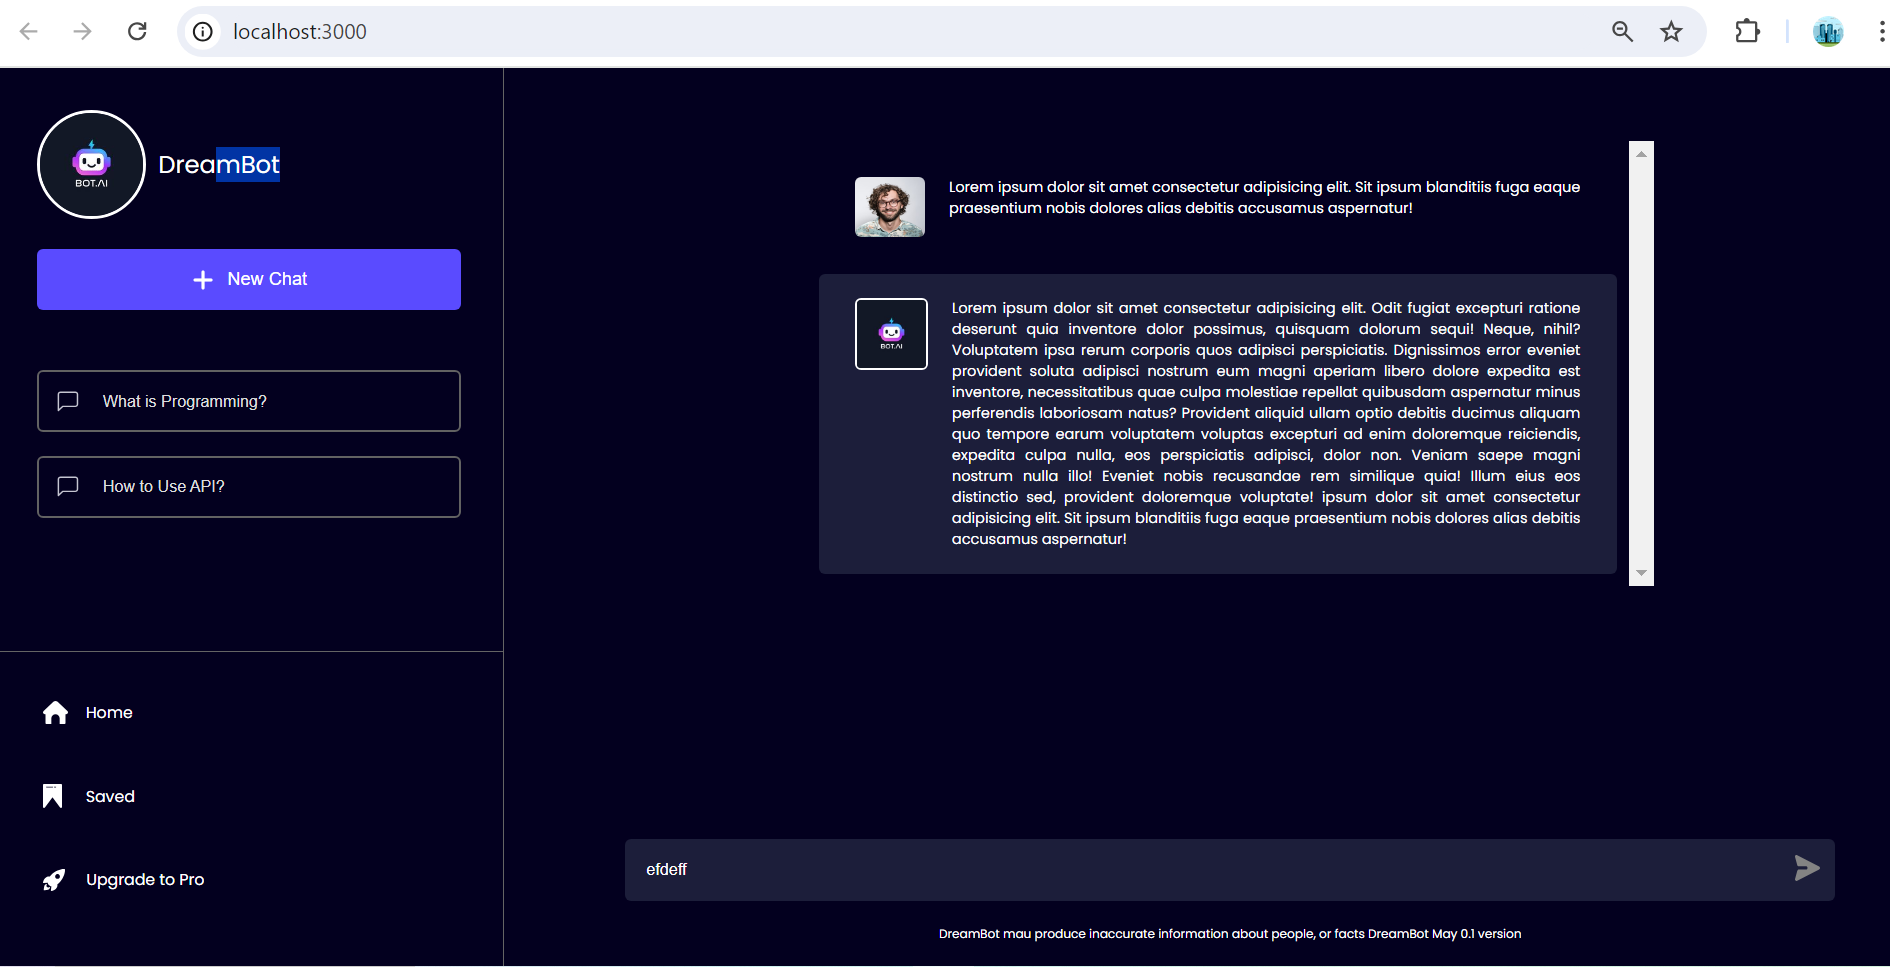 localhost:3000
BOT.AI
DreamBot
New Chat
What is Programming?
How to Use API?
Home
Saved
Upgrade to Pro
Lorem ipsum dolor sit amet consectetur adipisicing elit. Sit ipsum blanditiis fuga eaque
praesentium nobis dolores alias debitis accusamus aspernatur!
BOT.AI
Lorem ipsum dolor sit amet consectetur adipisicing elit. Odit fugiat excepturi ratione
deserunt quia inventore dolor possimus, quisquam dolorum sequi! Neque, nihil?
Voluptatem ipsa rerum corporis quos adipisci perspiciatis. Dignissimos error eveniet
provident soluta adipisci nostrum eum magni aperiam libero dolore expedita est
inventore, necessitatibus quae culpa molestiae repellat quibusdam aspernatur minus
perferendis laboriosam natus? Provident aliquid ullam optio debitis ducimus aliquam
quo tempore earum voluptatem voluptas excepturi ad enim doloremque reiciendis,
expedita culpa nulla, eos perspiciatis adipisci, dolor non. Veniam saepe magni
nostrum nulla illo! Eveniet nobis recusandae rem similique quia! Illum eius eos
distinctio sed, provident doloremque voluptate! ipsum dolor sit amet consectetur
adipisicing elit. Sit ipsum blanditiis fuga eaque praesentium nobis dolores alias debitis
accusamus aspernatur!
efdeff
DreamBot mau produce inaccurate information about people, or facts DreamBot May 0.1 version